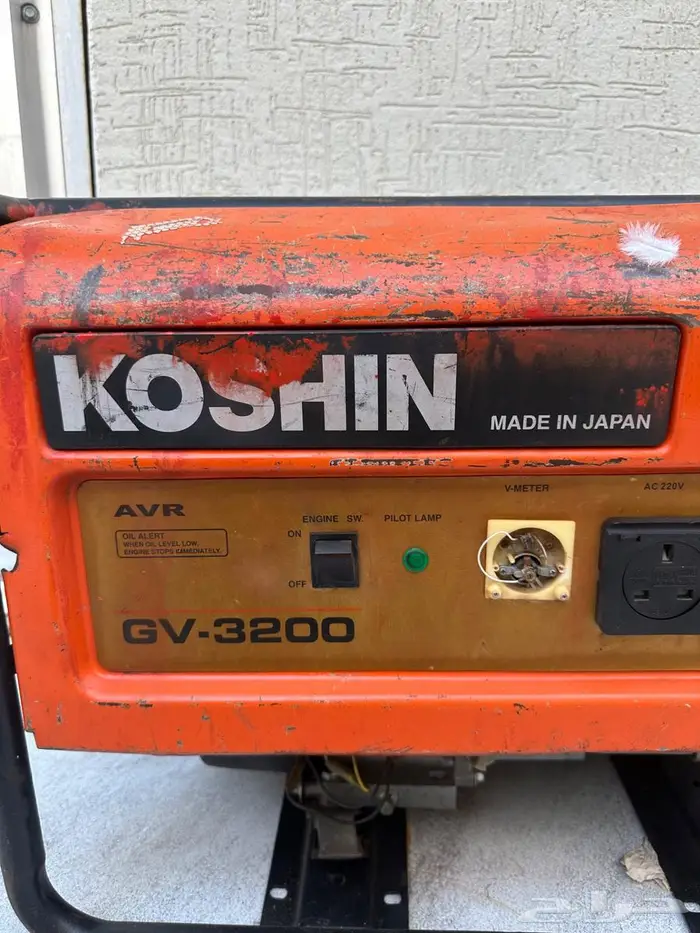 KOSHIN
MADE IN JAPAN
V-METER
AC 220V
AVR
ENGINE SW.
PILOT LAMP
ON
OIL ALERT
WHEN OIL LEVEL LOW,
ENGINE STOPS IMMEDIATELY.
OFF
GV-3200
حراج